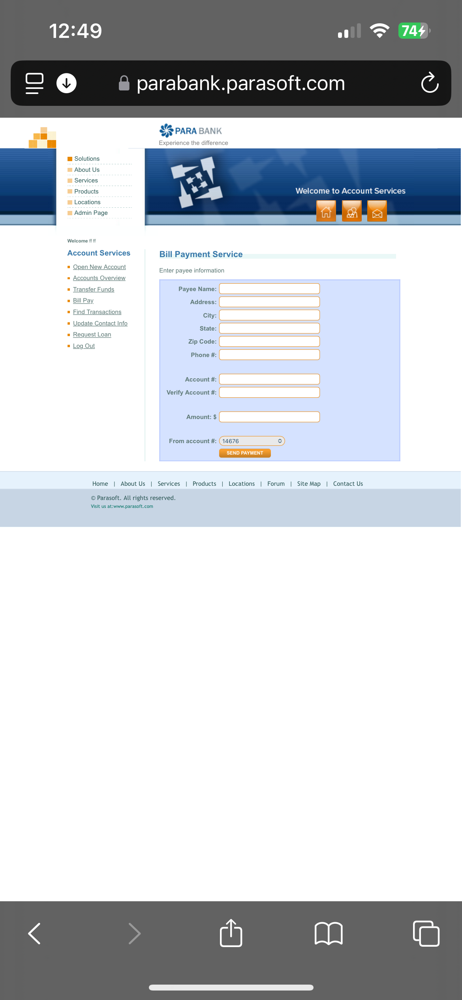 12:49
74
parabank.parasoft.com
PARA BANK
Experience the difference
Solutions
About Us
Services
Products
Locations
Admin Page
Welcome to Account Services
Welcome ff ff
Account Services
Open New Account
Accounts Overview
Transfer Funds
Bill Pay
Find Transactions
Update Contact Info
Request Loan
Log Out
Bill Payment Service
Enter payee information
Payee Name:
Address:
City:
State:
Zip Code:
Phone #:
Account #:
Verify Account #:
Amount: $
From account #: 14676
SEND PAYMENT
Home | About Us | Services | Products | Locations | Forum | Site Map | Contact Us
© Parasoft. All rights reserved.
Visit us at:www.parasoft.com